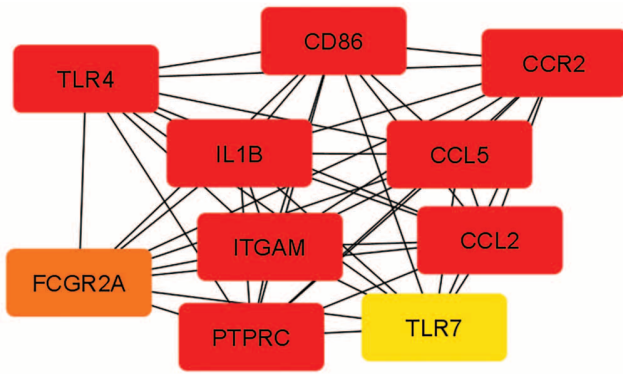 CD86
CCR2
TLR4
IL1B
CCL5
ITGAM
CCL2
FCGR2A
PTPRC
TLR7